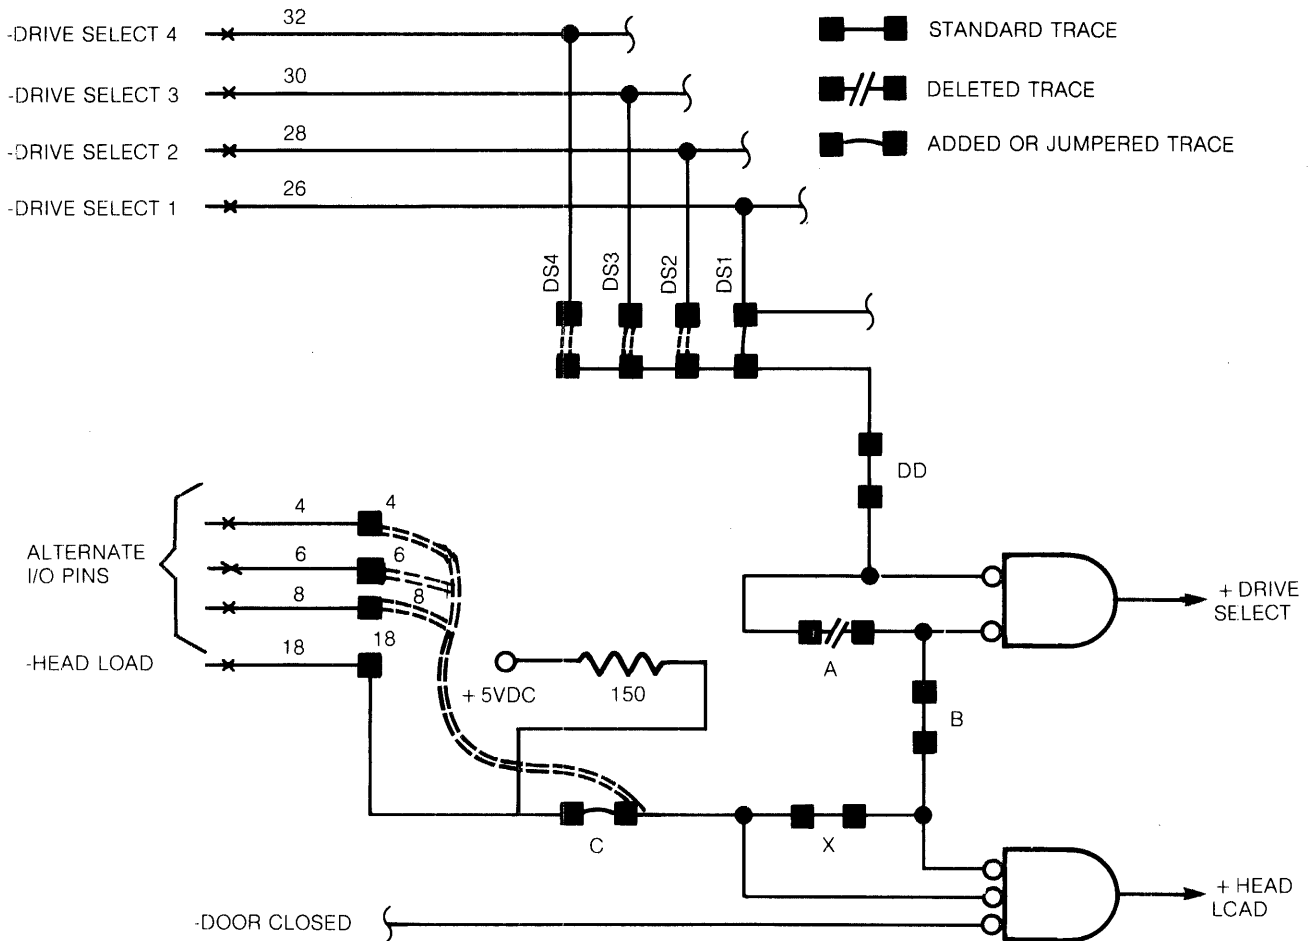 -DRIVE SELECT 4
32
-DRIVE SELECT 3
30
-DRIVE SELECT 2
28
-DRIVE SELECT 1
26
STANDARD TRACE
DELETED TRACE
ADDED OR JUMPERED TRACE
DS4
DS3
DS2
DS1
DD
ALTERNATE
I/O PINS
4
4
6
6
8
8
-HEAD LOAD
18
18
+ 5VDC
150
A
B
C
X
+ DRIVE
SELECT
-DOOR CLOSED
+ HEAD
LCAD